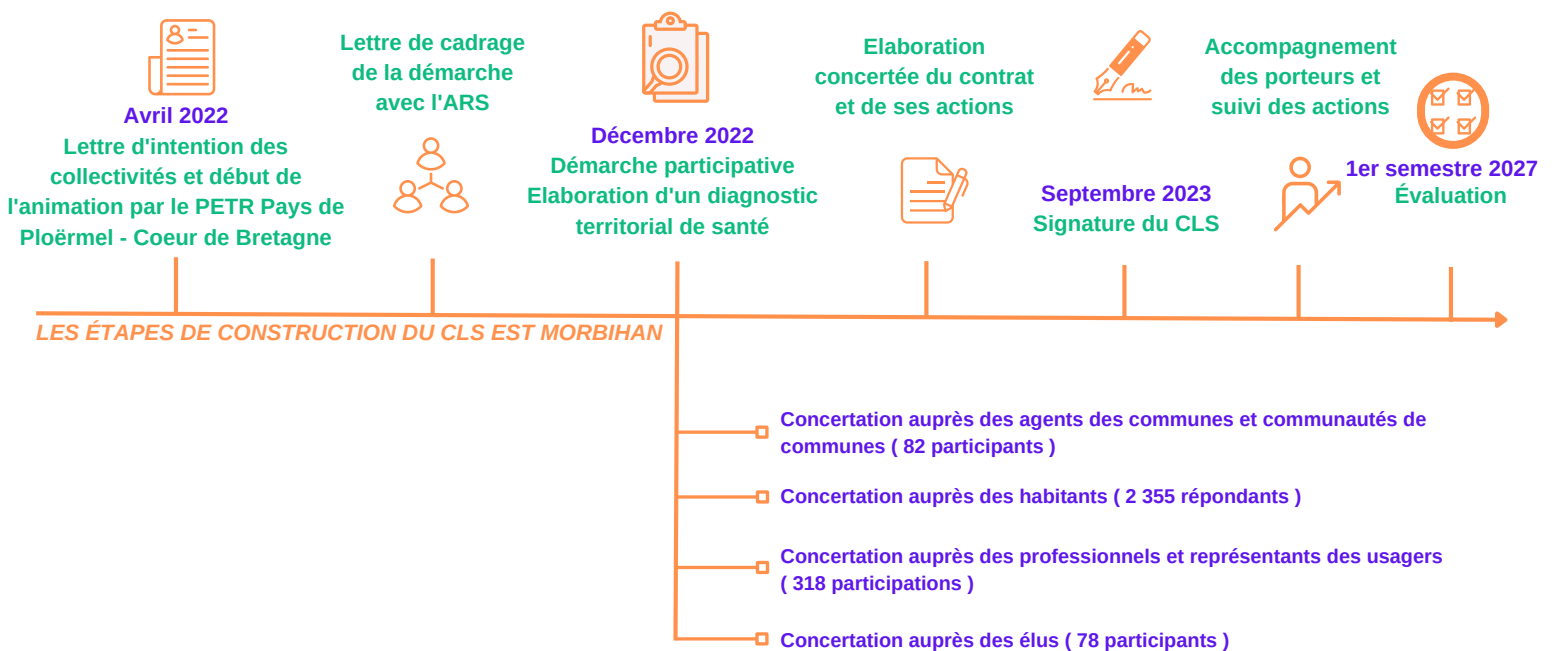 Avril 2022
Lettre d'intention des
collectivités et début de
l'animation par le PETR Pays de
Ploërmel - Coeur de Bretagne
Lettre de cadrage
de la démarche
avec l'ARS
Décembre 2022
Démarche participative
Elaboration d'un diagnostic
territorial de santé
Elaboration
concertée du contrat
et de ses actions
Septembre 2023
Signature du CLS
Accompagnement
des porteurs et
suivi des actions
1er semestre 2027
Évaluation
LES ÉTAPES DE CONSTRUCTION DU CLS EST MORBIHAN
Concertation auprès des agents des communes et communautés de
communes ( 82 participants )
Concertation auprès des habitants ( 2 355 répondants )
Concertation auprès des professionnels et représentants des usagers
( 318 participations )
Concertation auprès des élus ( 78 participants )